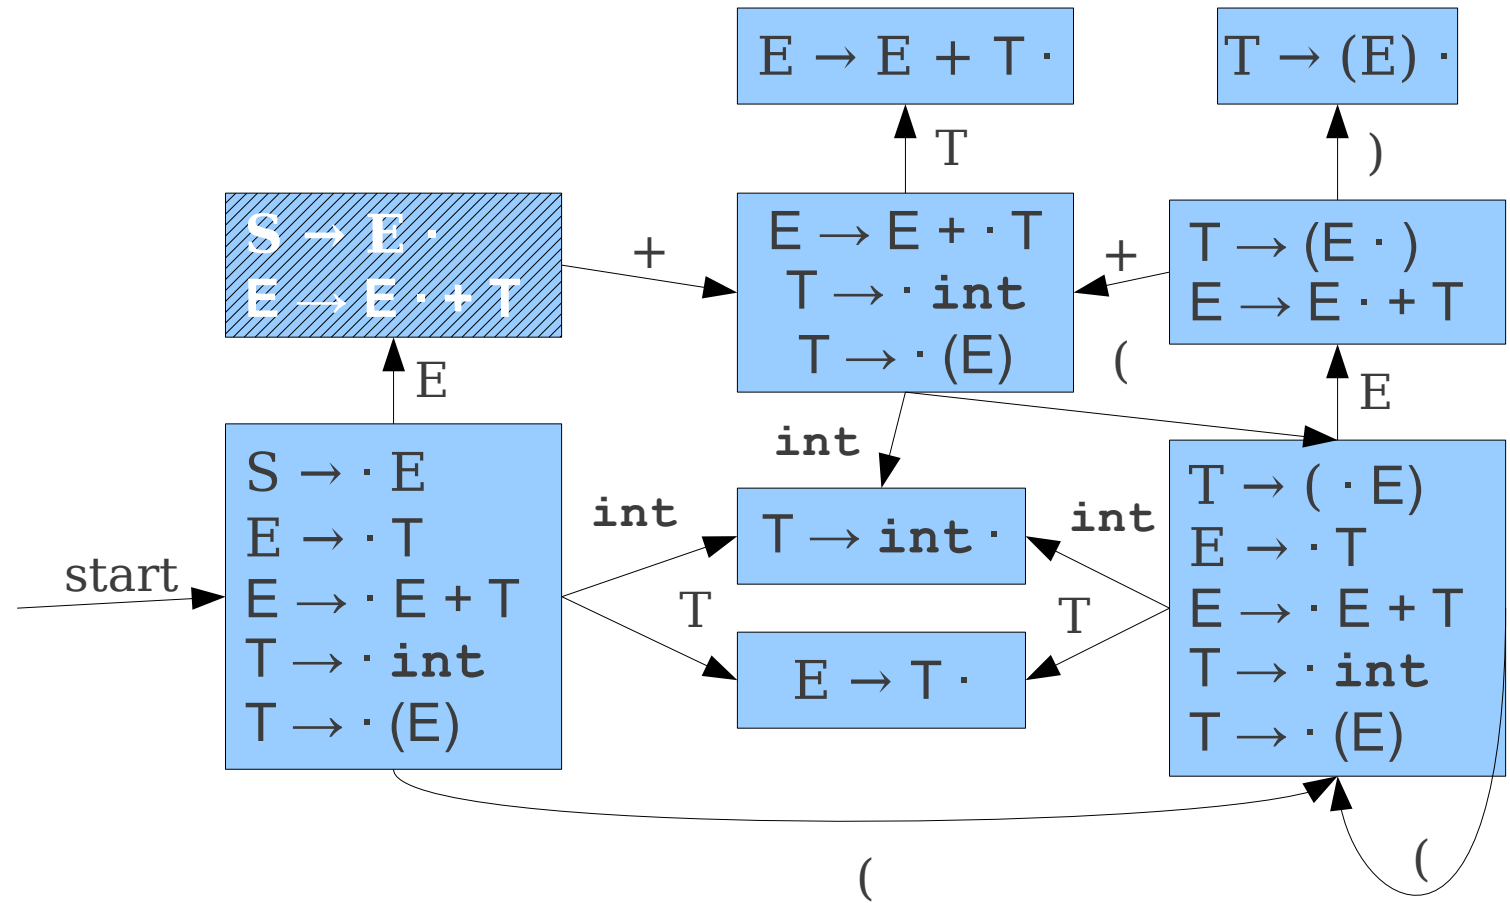 E → E + T ·
T → (E) ·
T
)
S → E ·
E → E · + T
+
E → E + · T
T → · int
T → · (E)
+
T → (E · )
E → E · + T
E
(
E
int
S → · E
E → · T
E → · E + T
T → · int
T → · (E)
start
int
T → int ·
int
T
E → T ·
T
T → ( · E)
E → · T
E → · E + T
T → · int
T → · (E)
(
(